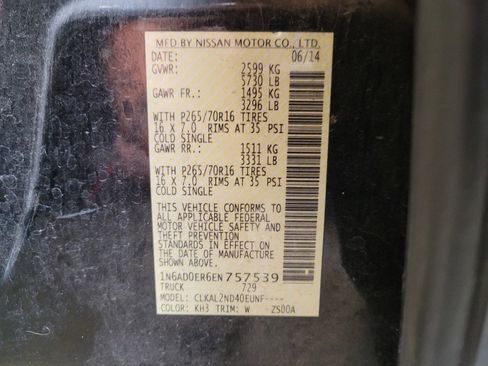 MFD BY NISSAN MOTOR CO., LTD.
DATE: 06/14
GVWR: 2599 KG
5730 LB
GAWR FR.: 1495 KG
3296 LB
WITH P265/70R16 TIRES
16 X 7.0 RIMS AT 35 PSI
COLD SINGLE
GAWR RR.: 1511 KG
3331 LB
WITH P265/70R16 TIRES
16 X 7.0 RIMS AT 35 PSI
COLD SINGLE
THIS VEHICLE CONFORMS TO
ALL APPLICABLE FEDERAL
MOTOR VEHICLE SAFETY AND
THEFT PREVENTION
STANDARDS IN EFFECT ON
THE DATE OF MANUFACTURE
SHOWN ABOVE.
1N6AD0ER6EN757539
TRUCK 729
MODEL: CLKAL2ND40EUNF----
COLOR: KH3 TRIM: W -ZS00A